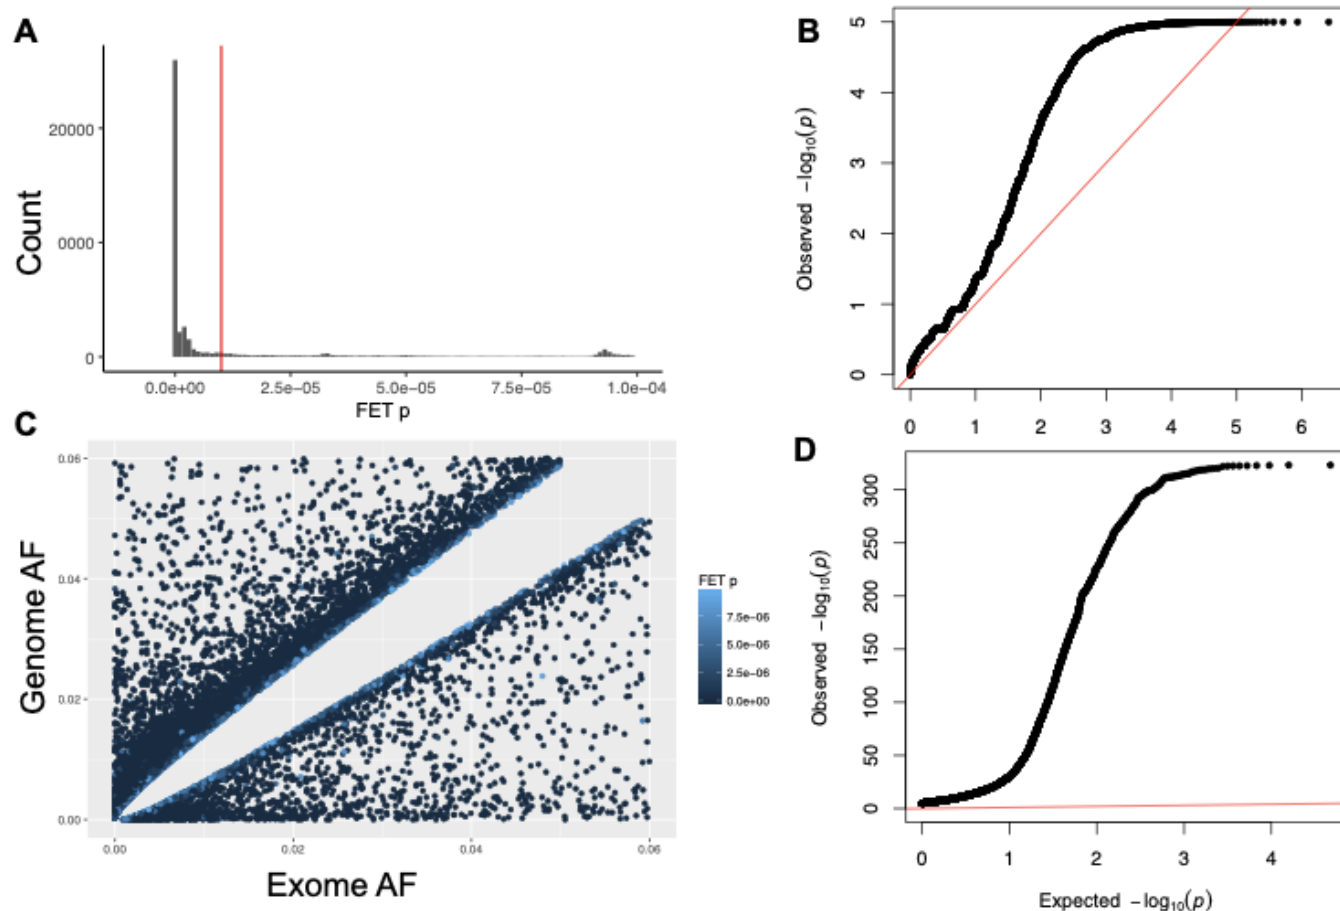 A
20000
0000
0
Count
0.0e+00 2.5e-05 5.0e-05 7.5e-05 1.0e-04
FET p
B
5
4
3
2
1
0
Observed −log10(p)
0 1 2 3 4 5 6
C
0.06
0.04
0.02
0.00
Genome AF
0.00 0.02 0.04 0.06
Exome AF
FET p
7.5e-06
5.0e-06
2.5e-06
0.0e+00
D
300
250
200
150
100
50
0
Observed −log10(p)
0 1 2 3 4
Expected −log10(p)